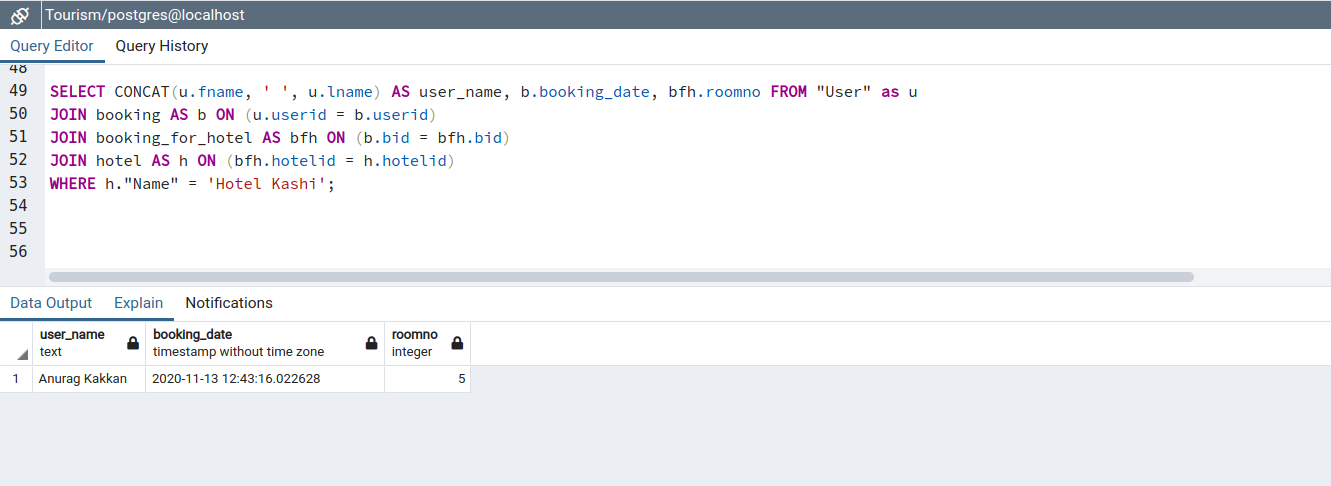 Tourism/postgres@localhost
Query Editor Query History
48
49 SELECT CONCAT(u.fname, ' ', u.lname) AS user_name, b.booking_date, bfh.roomno FROM "User" as u
50 JOIN booking AS b ON (u.userid = b.userid)
51 JOIN booking_for_hotel AS bfh ON (b.bid = bfh.bid)
52 JOIN hotel AS h ON (bfh.hotelid = h.hotelid)
53 WHERE h."Name" = 'Hotel Kashi';
54
55
56
Data Output Explain Notifications
user_name booking_date roomno
text timestamp without time zone integer
1 Anurag Kakkan 2020-11-13 12:43:16.022628 5